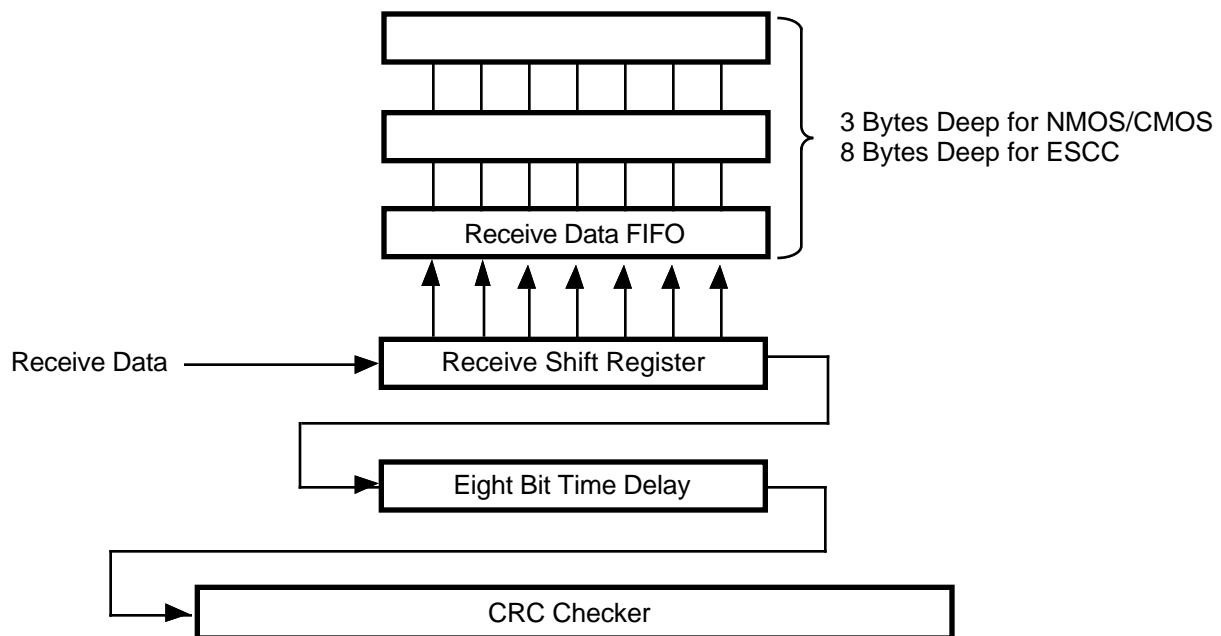 3 Bytes Deep for NMOS/CMOS
8 Bytes Deep for ESCC
Receive Data FIFO
Receive Data
Receive Shift Register
Eight Bit Time Delay
CRC Checker